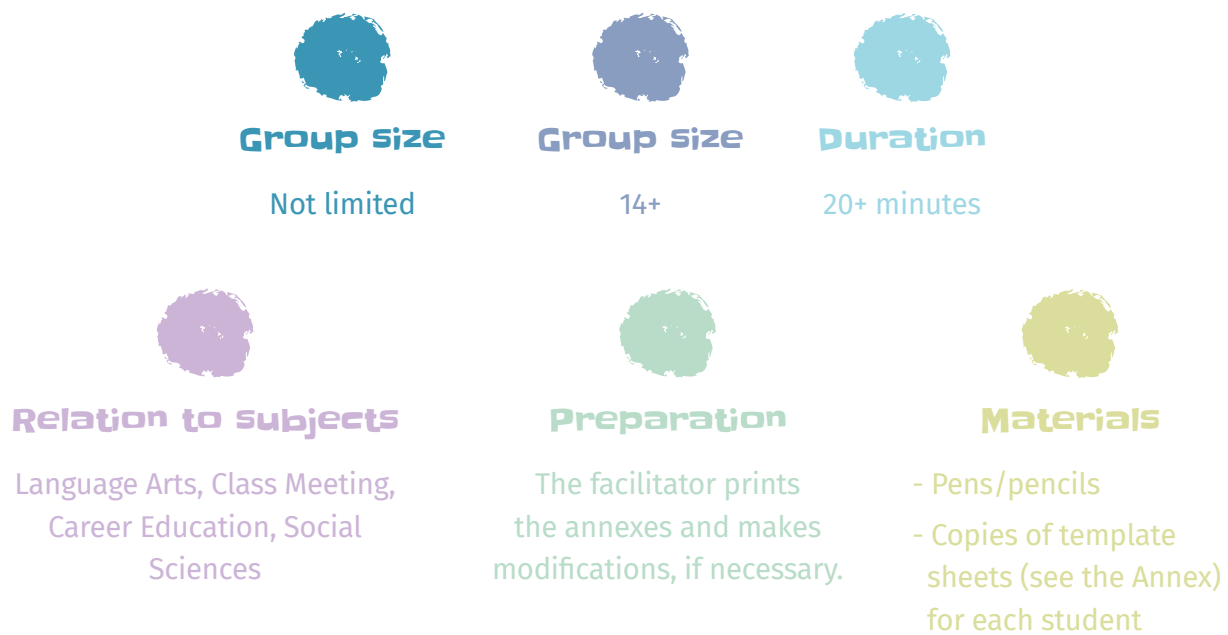 Group size
Not limited
Group size
14+
Duration
20+ minutes
Relation to subjects
Language Arts, Class Meeting,
Career Education, Social
Sciences
Preparation
The facilitator prints
the annexes and makes
modifications, if necessary.
Materials
- Pens/pencils
- Copies of template
sheets (see the Annex)
for each student